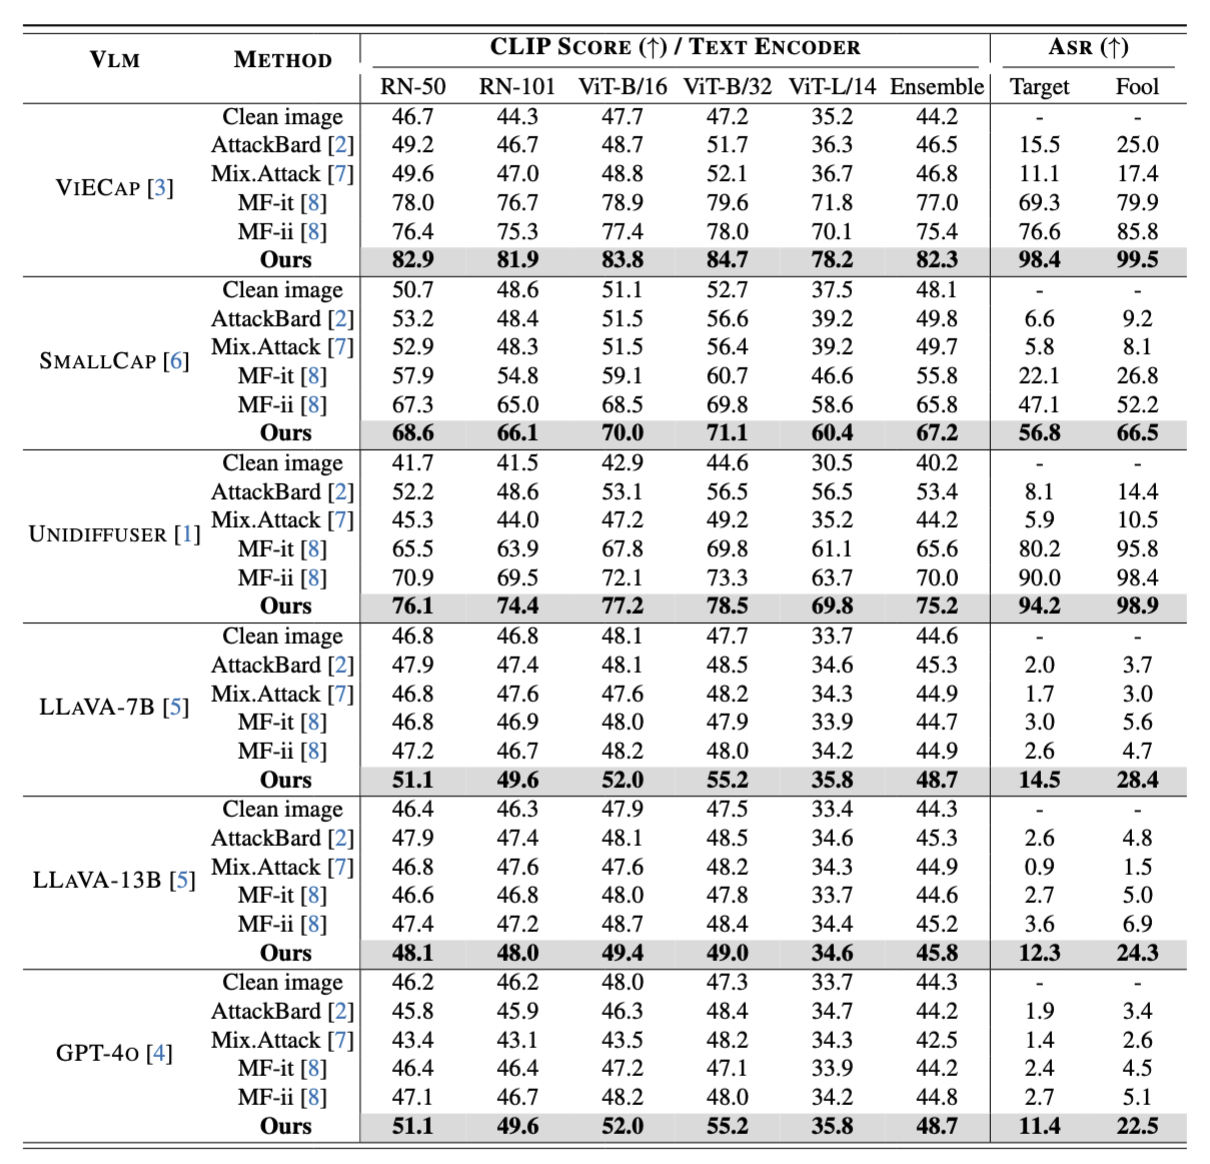 VLM METHOD CLIP SCORE (↑) / TEXT ENCODER ASR (↑)
RN-50 RN-101 ViT-B/16 ViT-B/32 ViT-L/14 Ensemble Target Fool
VIECAP [3]
Clean image 46.7 44.3 47.7 47.2 35.2 44.2 - -
AttackBard [2] 49.2 46.7 48.7 51.7 36.3 46.5 15.5 25.0
Mix.Attack [7] 49.6 47.0 48.8 52.1 36.7 46.8 11.1 17.4
MF-it [8] 78.0 76.7 78.9 79.6 71.8 77.0 69.3 79.9
MF-ii [8] 76.4 75.3 77.4 78.0 70.1 75.4 76.6 85.8
Ours 82.9 81.9 83.8 84.7 78.2 82.3 98.4 99.5
SMALLCAP [6]
Clean image 50.7 48.6 51.1 52.7 37.5 48.1 - -
AttackBard [2] 53.2 48.4 51.5 56.6 39.2 49.8 6.6 9.2
Mix.Attack [7] 52.9 48.3 51.5 56.4 39.2 49.7 5.8 8.1
MF-it [8] 57.9 54.8 59.1 60.7 46.6 55.8 22.1 26.8
MF-ii [8] 67.3 65.0 68.5 69.8 58.6 65.8 47.1 52.2
Ours 68.6 66.1 70.0 71.1 60.4 67.2 56.8 66.5
UNIDIFFUSER [1]
Clean image 41.7 41.5 42.9 44.6 30.5 40.2 - -
AttackBard [2] 52.2 48.6 53.1 56.5 56.5 53.4 8.1 14.4
Mix.Attack [7] 45.3 44.0 47.2 49.2 35.2 44.2 5.9 10.5
MF-it [8] 65.5 63.9 67.8 69.8 61.1 65.6 80.2 95.8
MF-ii [8] 70.9 69.5 72.1 73.3 63.7 70.0 90.0 98.4
Ours 76.1 74.4 77.2 78.5 69.8 75.2 94.2 98.9
LLAVA-7B [5]
Clean image 46.8 46.8 48.1 47.7 33.7 44.6 - -
AttackBard [2] 47.9 47.4 48.1 48.5 34.6 45.3 2.0 3.7
Mix.Attack [7] 46.8 47.6 47.6 48.2 34.3 44.9 1.7 3.0
MF-it [8] 46.8 46.9 48.0 47.9 33.9 44.7 3.0 5.6
MF-ii [8] 47.2 46.7 48.2 48.0 34.2 44.9 2.6 4.7
Ours 51.1 49.6 52.0 55.2 35.8 48.7 14.5 28.4
LLAVA-13B [5]
Clean image 46.4 46.3 47.9 47.5 33.4 44.3 - -
AttackBard [2] 47.9 47.4 48.1 48.5 34.6 45.3 2.6 4.8
Mix.Attack [7] 46.8 47.6 47.6 48.2 34.3 44.9 0.9 1.5
MF-it [8] 46.6 46.8 48.0 47.8 33.7 44.6 2.7 5.0
MF-ii [8] 47.4 47.2 48.7 48.4 34.4 45.2 3.6 6.9
Ours 48.1 48.0 49.4 49.0 34.6 45.8 12.3 24.3
GPT-4O [4]
Clean image 46.2 46.2 48.0 47.3 33.7 44.3 - -
AttackBard [2] 45.8 45.9 46.3 48.4 34.7 44.2 1.9 3.4
Mix.Attack [7] 43.4 43.1 43.5 48.2 34.3 42.5 1.4 2.6
MF-it [8] 46.4 46.4 47.2 47.1 33.9 44.2 2.4 4.5
MF-ii [8] 47.1 46.7 48.2 48.0 34.2 44.8 2.7 5.1
Ours 51.1 49.6 52.0 55.2 35.8 48.7 11.4 22.5